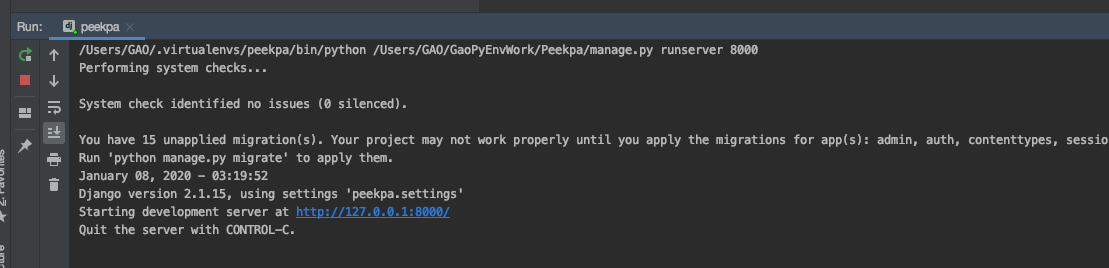 Run: peekpa
/Users/GAO/.virtualenvs/peekpa/bin/python /Users/GAO/GaoPyEnvWork/Peekpa/manage.py runserver 8000
Performing system checks...
System check identified no issues (0 silenced).
You have 15 unapplied migration(s). Your project may not work properly until you apply the migrations for app(s): admin, auth, contenttypes, sessio
Run 'python manage.py migrate' to apply them.
January 08, 2020 - 03:19:52
Django version 2.1.15, using settings 'peekpa.settings'
Starting development server at http://127.0.0.1:8000/
Quit the server with CONTROL-C.
2: Favorites